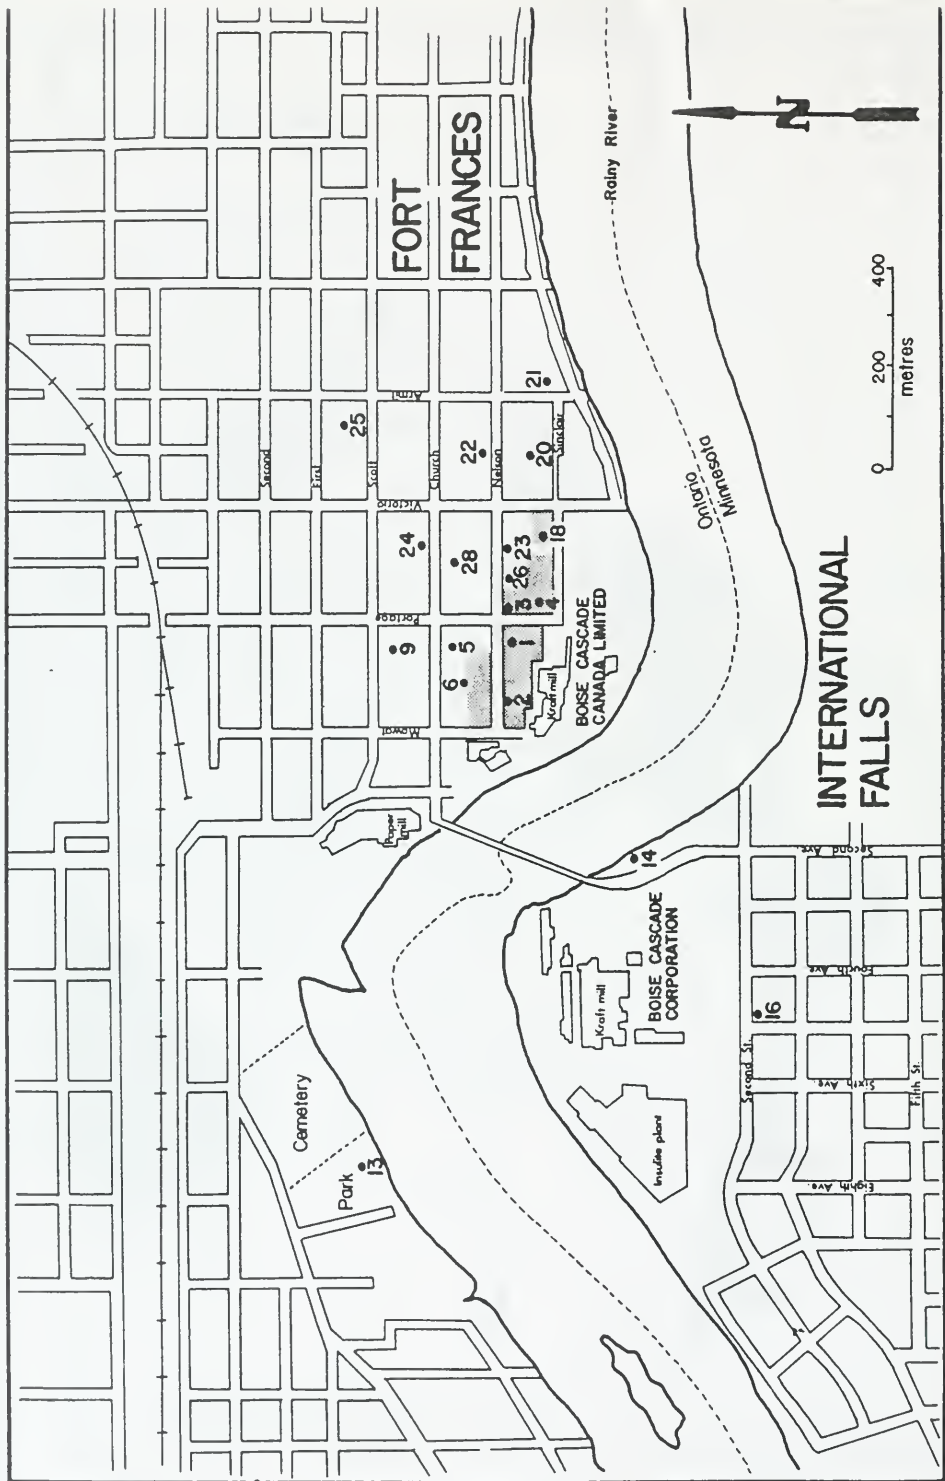 FORT
FRANCES
Rainy River
N
Second
First
Scott
Church
Nelson
Sinclair
Armit
Victoria
Portage
Mowat
25
22
20
21
24
28
23
26
18
3
4
9
5
6
1
2
Kraft mill
BOISE CASCADE
CANADA LIMITED
Paper
mill
Ontario
Minnesota
0 200 400
metres
INTERNATIONAL
FALLS
14
BOISE CASCADE
CORPORATION
Kraft mill
Insulite plant
Cemetery
Park
13
16
Second St.
Fifth St.
Second Ave.
Fourth Ave.
Sixth Ave.
Eighth Ave.